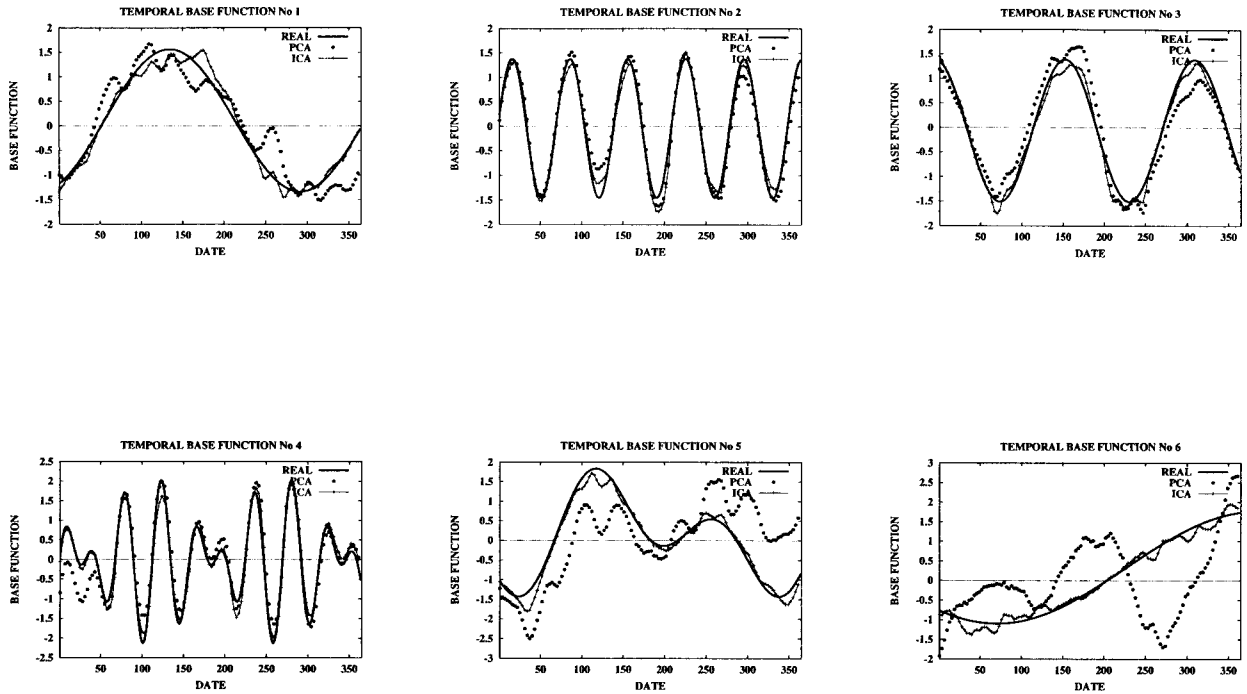 TEMPORAL BASE FUNCTION No 1
REAL
PCA
ICA
2
1.5
1
0.5
0
-0.5
-1
-1.5
-2
BASE FUNCTION
50 100 150 200 250 300 350
DATE
TEMPORAL BASE FUNCTION No 2
REAL
PCA
ICA
2
1.5
1
0.5
0
-0.5
-1
-1.5
-2
BASE FUNCTION
50 100 150 200 250 300 350
DATE
TEMPORAL BASE FUNCTION No 3
REAL
PCA
ICA
2
1.5
1
0.5
0
-0.5
-1
-1.5
-2
BASE FUNCTION
50 100 150 200 250 300 350
DATE
TEMPORAL BASE FUNCTION No 4
REAL
PCA
ICA
2.5
2
1.5
1
0.5
0
-0.5
-1
-1.5
-2
-2.5
BASE FUNCTION
50 100 150 200 250 300 350
DATE
TEMPORAL BASE FUNCTION No 5
REAL
PCA
ICA
2
1.5
1
0.5
0
-0.5
-1
-1.5
-2
-2.5
-3
BASE FUNCTION
50 100 150 200 250 300 350
DATE
TEMPORAL BASE FUNCTION No 6
REAL
PCA
ICA
3
2.5
2
1.5
1
0.5
0
-0.5
-1
-1.5
-2
BASE FUNCTION
50 100 150 200 250 300 350
DATE